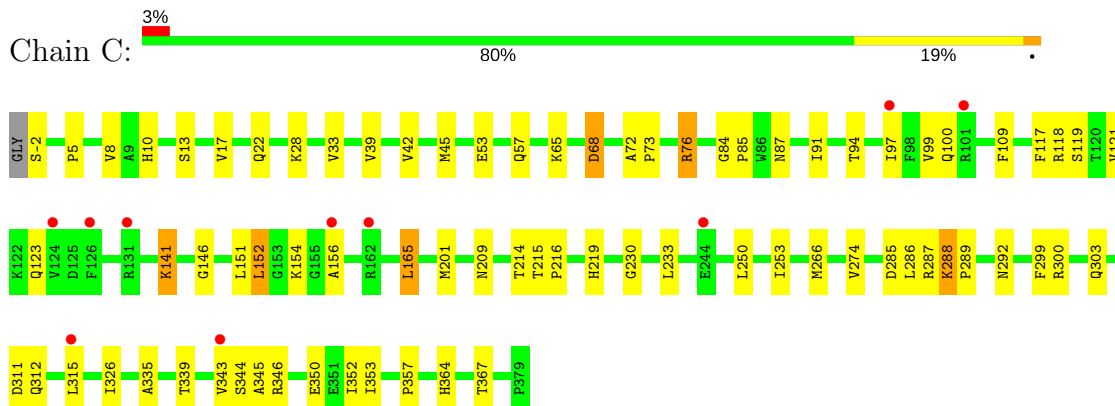 3%
Chain C:
80%
19%
•
GLY S-2 P5 V8 A9 H10 S13 V17 Q22 K28 V33 V39 V42 M45 E53 Q57 K65 D68 A72 P73 R76 G84 P85 W86 N87 I91 T94 I97 F98 V99 Q100 R101 F109 F117 R118 S119 T120 V121
K122 Q123 V124 D125 F126 R131 K141 G146 L151 L152 G153 K154 G155 A156 R162 L165 M201 N209 T214 T215 P216 H219 G230 L233 E244 L250 I253 M266 V274 D285 L286 R287 K288 P289 N292 F299 R300 Q303
D311 Q312 L315 I326 A335 T339 V343 S344 A345 R346 E350 E351 I352 I353 P357 H364 T367 P379